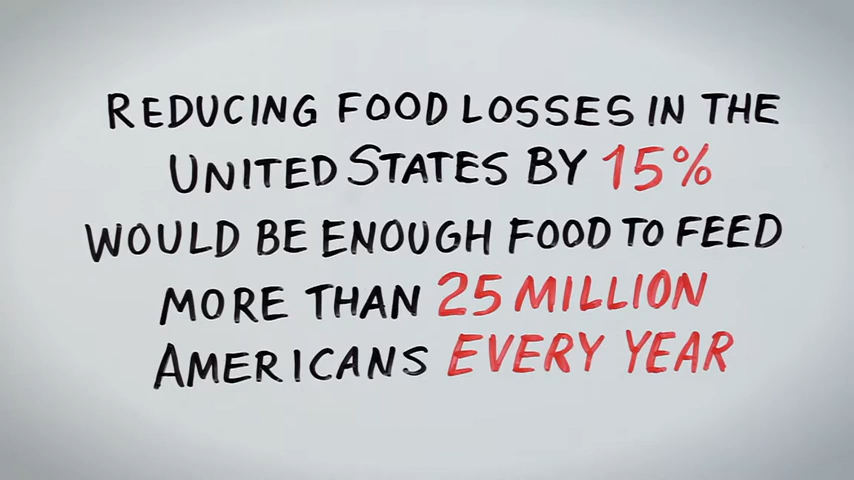 REDUCING FOOD LOSSES IN THE
UNITED STATES BY 15%
WOULD BE ENOUGH FOOD TO FEED
MORE THAN 25 MILLION
AMERICANS EVERY YEAR